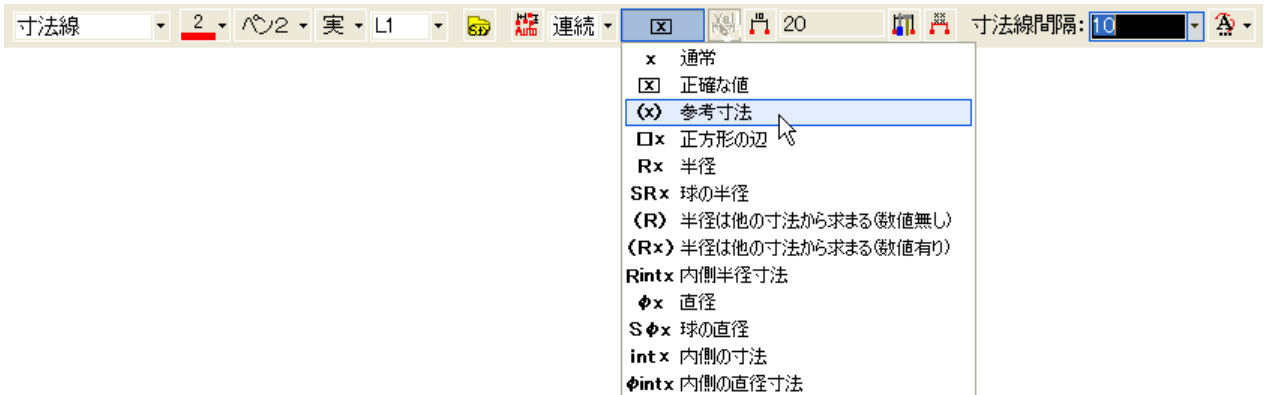 寸法線 2 ペン2 実 L1 連続 x 20 寸法線間隔: 10
x 通常
x 正確な値
(x) 参考寸法
□x 正方形の辺
Rx 半径
SRx 球の半径
(R) 半径は他の寸法から求まる(数値無し)
(Rx) 半径は他の寸法から求まる(数値有り)
Rintx 内側半径寸法
φx 直径
Sφx 球の直径
intx 内側の寸法
φintx 内側の直径寸法